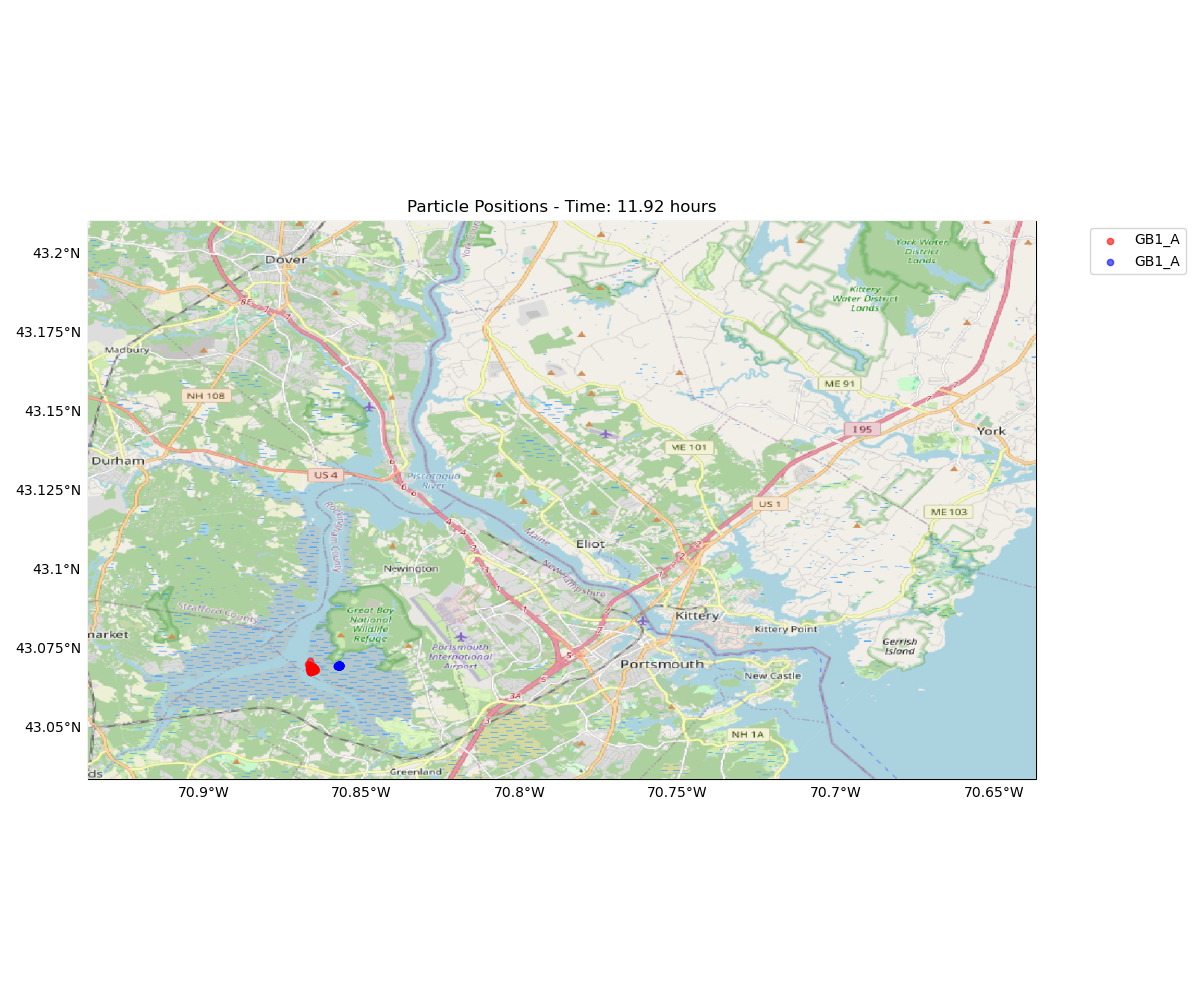 Particle Positions - Time: 11.92 hours
GB1_A
GB1_A
43.2°N
43.175°N
43.15°N
43.125°N
43.1°N
43.075°N
43.05°N
70.9°W
70.85°W
70.8°W
70.75°W
70.7°W
70.65°W
Dover
York Water
District
Lands
Kittery
Water District
Lands
Madbury
NH 108
ME 91
I 95
York
ME 101
Durham
US 4
Piscataqua
River
US 1
ME 103
Rockingham County
Maine
New Hampshire
Eliot
Newington
Strafford County
Great Bay
National
Wildlife
Refuge
Kittery
Kittery Point
market
Gerrish
Island
Portsmouth
International
Airport
Portsmouth
New Castle
3A
NH 1A
Greenland
ds